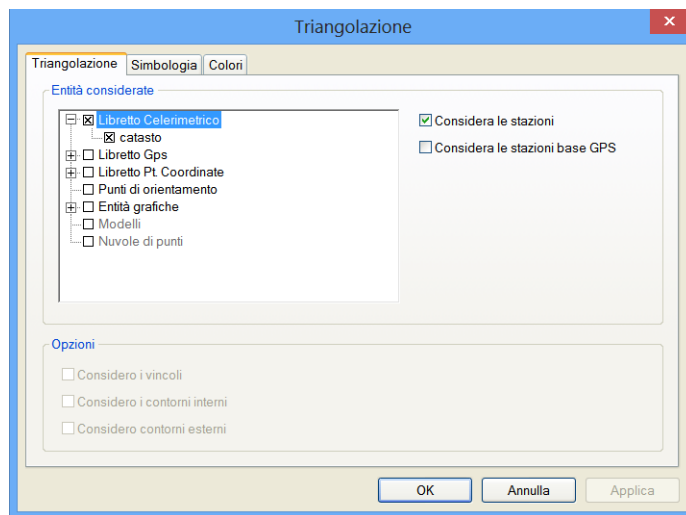 Triangolazione
Triangolazione Simbologia Colori
Entità considerate
Libretto Celerimetrico
catasto
Libretto Gps
Libretto Pt. Coordinate
Punti di orientamento
Entità grafiche
Modelli
Nuvole di punti
Considera le stazioni
Considera le stazioni base GPS
Opzioni
Considero i vincoli
Considero i contorni interni
Considero contorni esterni
OK Annulla Applica